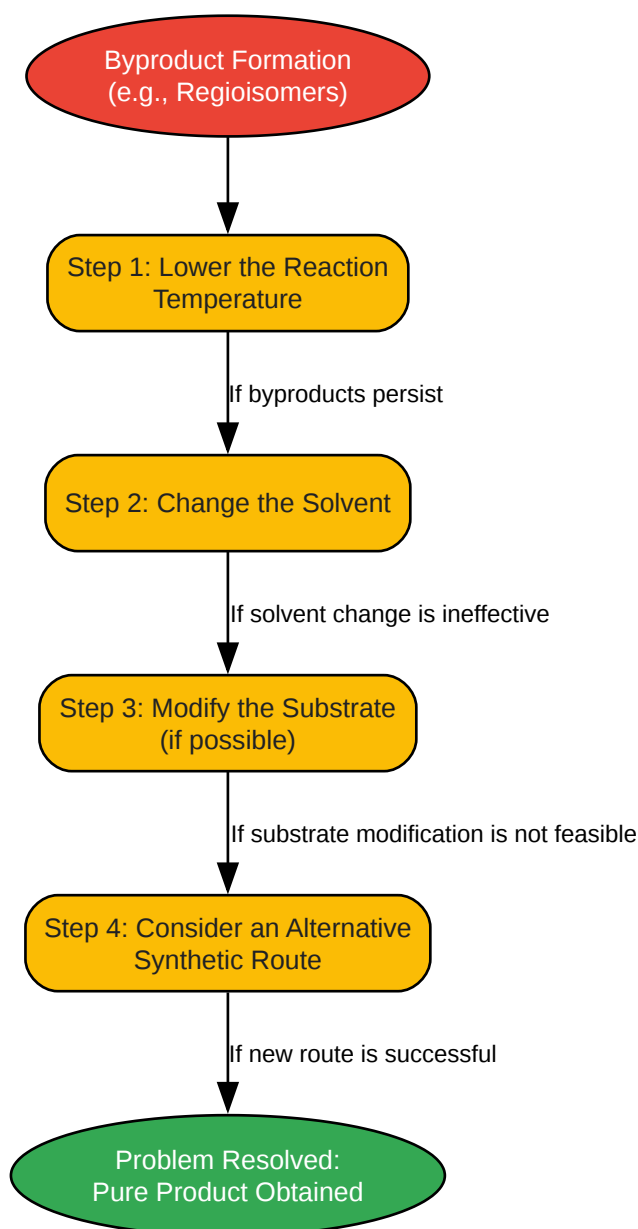 Byproduct Formation
(e.g., Regioisomers)
Step 1: Lower the Reaction
Temperature
If byproducts persist
Step 2: Change the Solvent
If solvent change is ineffective
Step 3: Modify the Substrate
(if possible)
If substrate modification is not feasible
Step 4: Consider an Alternative
Synthetic Route
If new route is successful
Problem Resolved:
Pure Product Obtained